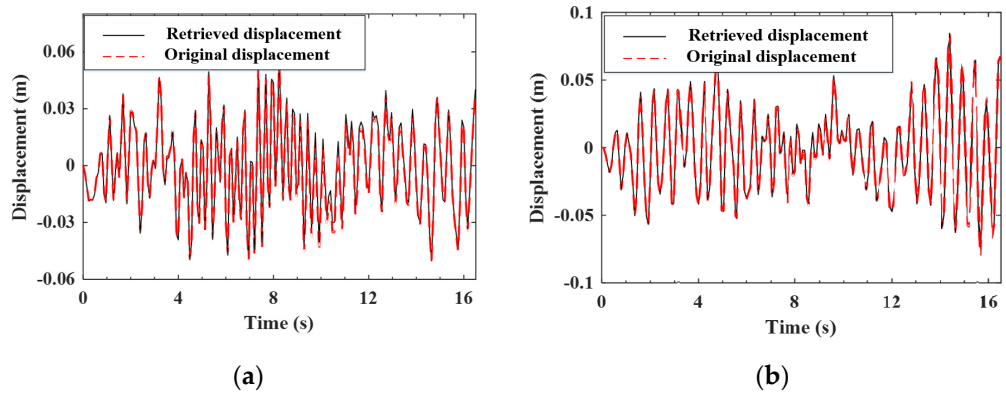 Retrieved displacement
Original displacement
Displacement (m)
0.06
0.03
0
-0.03
-0.06
0 4 8 12 16
Time (s)
(a)
Retrieved displacement
Original displacement
Displacement (m)
0.1
0.05
0
-0.05
-0.1
0 4 8 12 16
Time (s)
(b)